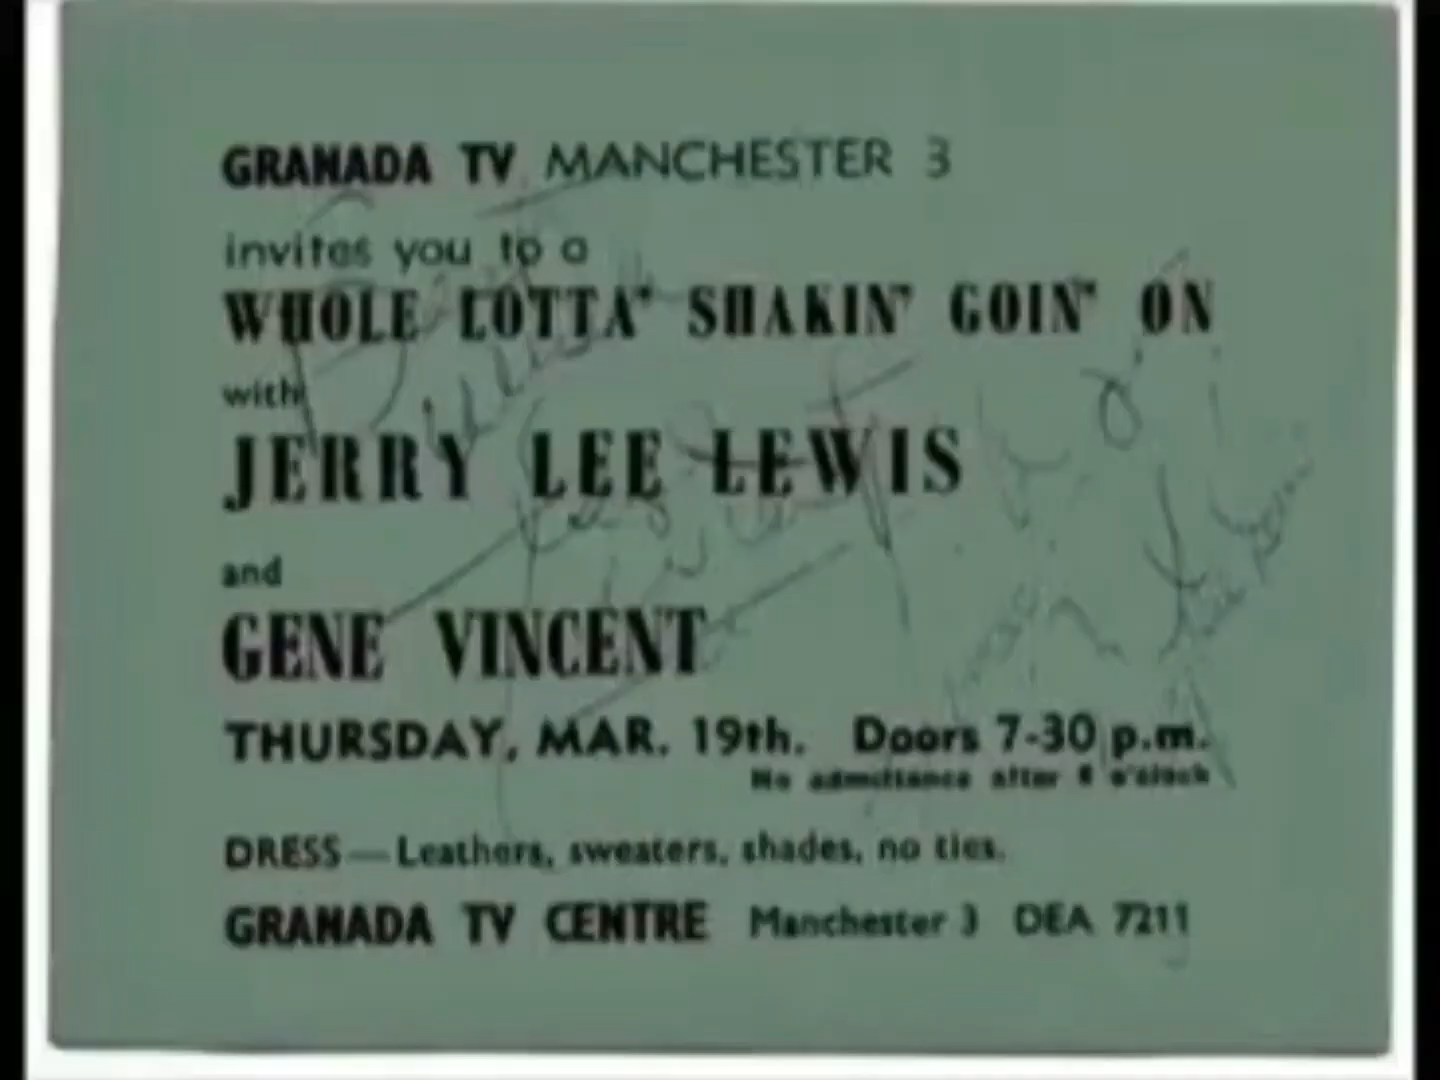 GRANADA TV MANCHESTER 3
invites you to a
WHOLE LOTTA' SHAKIN' GOIN' ON
with
JERRY LEE LEWIS
and
GENE VINCENT
THURSDAY, MAR. 19th. Doors 7-30 p.m.
No admittance after 8 o'clock
DRESS—Leathers, sweaters, shades, no ties.
GRANADA TV CENTRE Manchester 3 DEA 7211